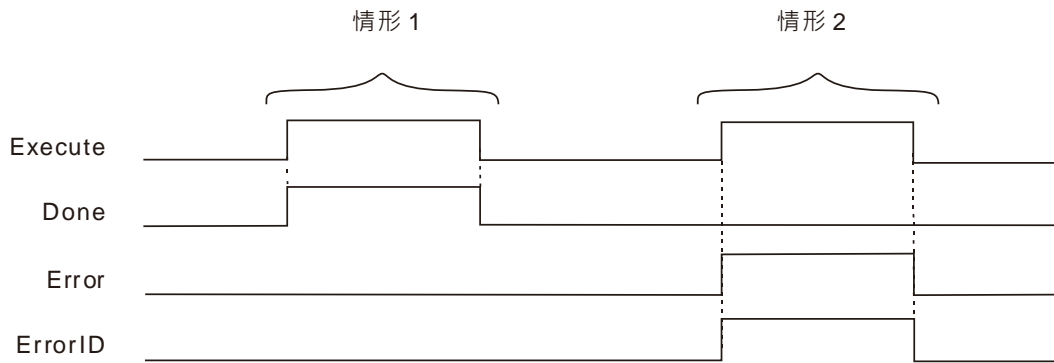 情形 1
情形 2
Execute
Done
Error
ErrorID